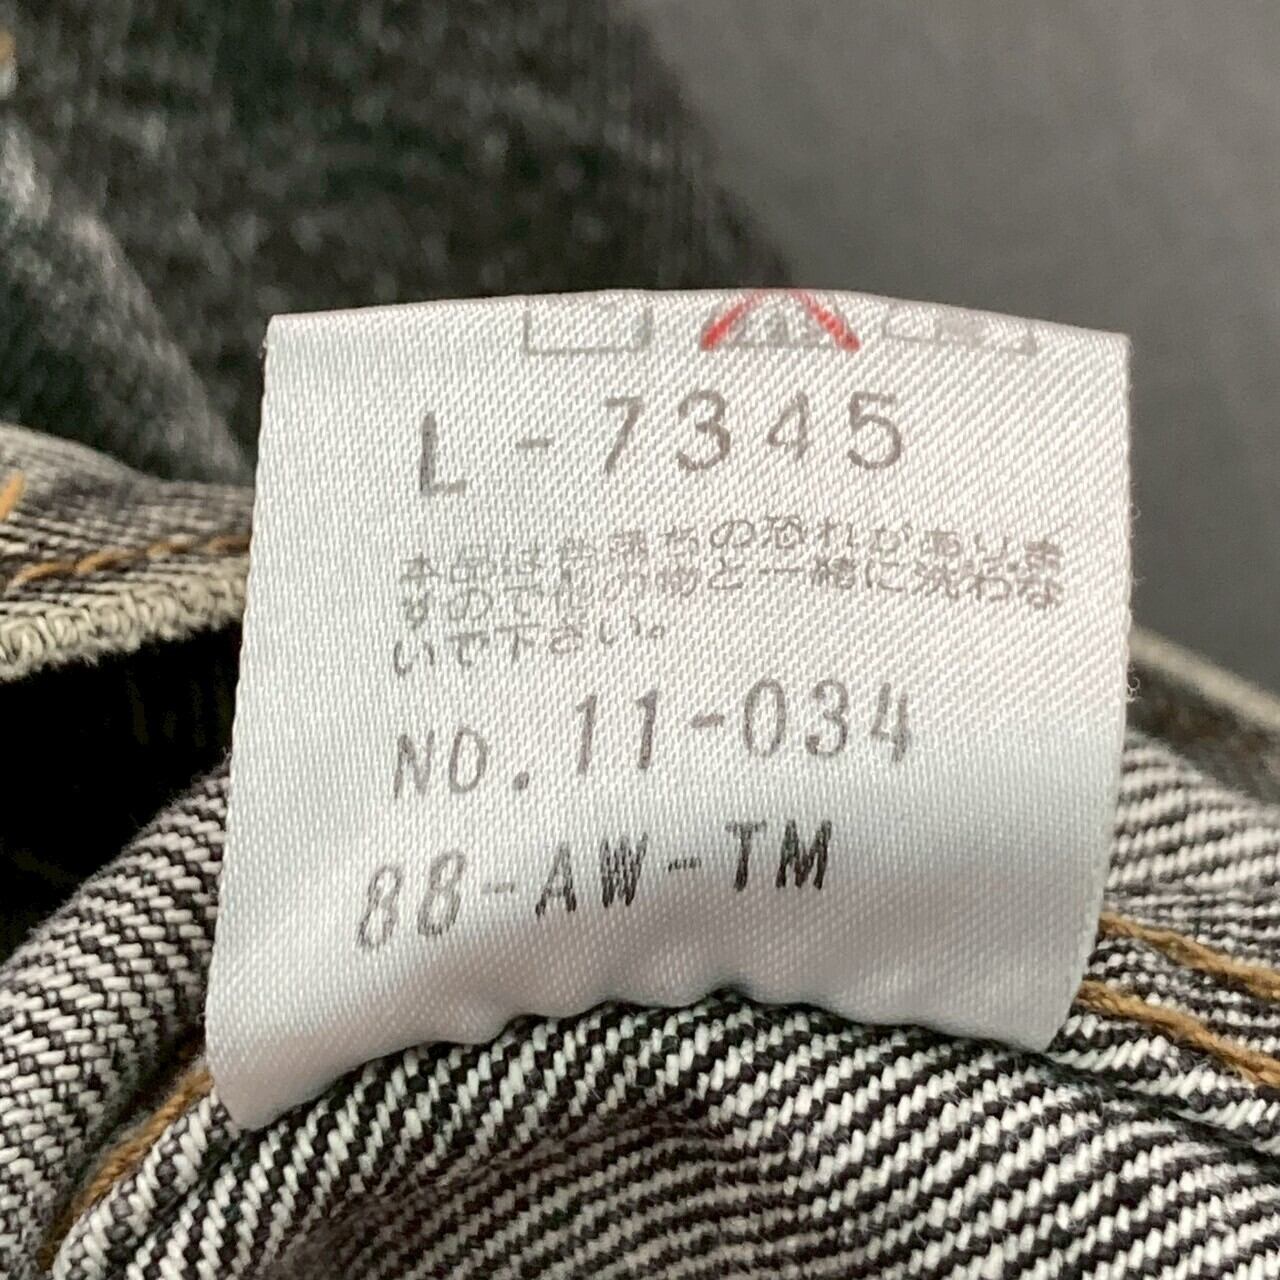 L-7345
本品は色落ちの恐れがありま
すので他の物と一緒に洗わな
いで下さい。
NO.11-034
88-AW-TM